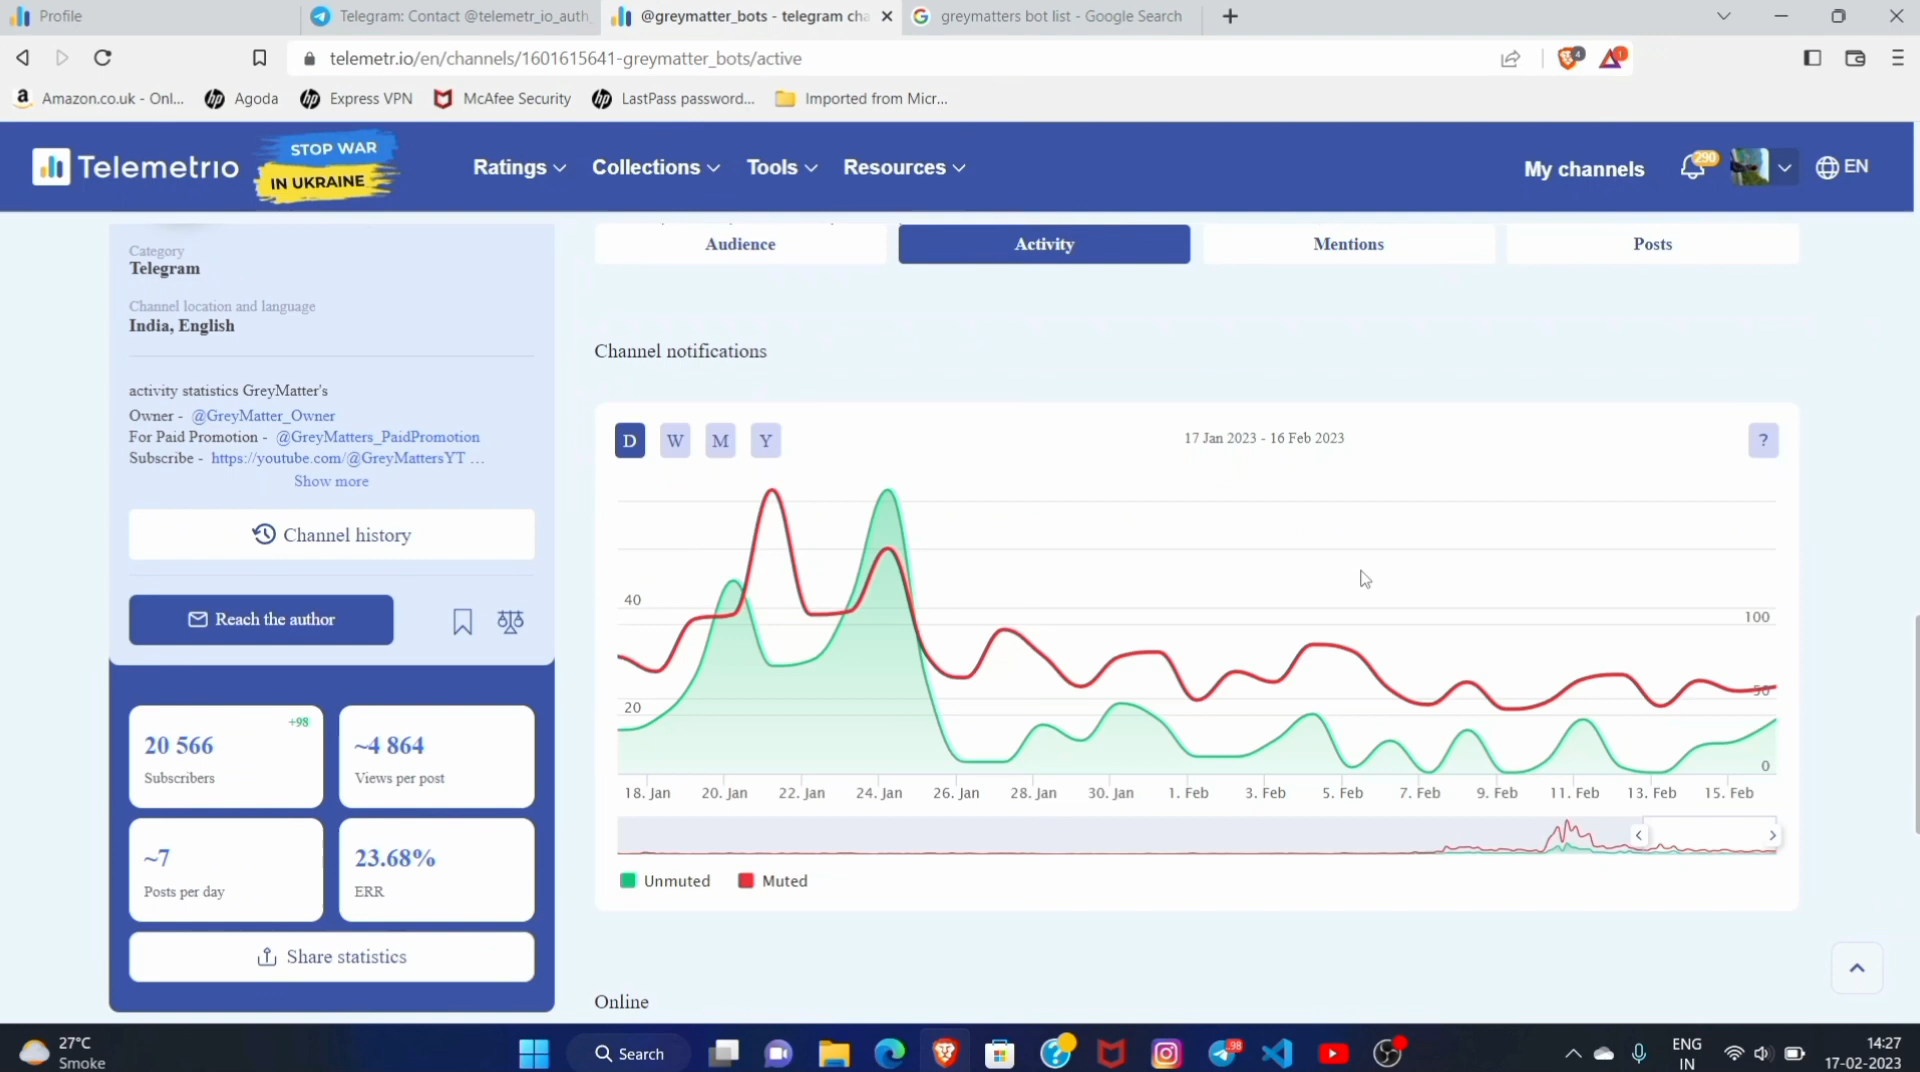 Profile
Telegram: Contact @telemetr_io_auth_
@greymatter_bots - telegram cha
greymatters bot list - Google Search
telemetr.io/en/channels/1601615641-greymatter_bots/active
4
1
Amazon.co.uk - Onl...
Agoda
Express VPN
McAfee Security
LastPass password...
Imported from Micr...
Telemetrio
STOP WAR
IN UKRAINE
Ratings
Collections
Tools
Resources
My channels
290
EN
Category
Telegram
Channel location and language
India, English
activity statistics GreyMatter's
Owner - @GreyMatter_Owner
For Paid Promotion - @GreyMatters_PaidPromotion
Subscribe - https://youtube.com/@GreyMattersYT ...
Show more
Channel history
Reach the author
+98
20 566
Subscribers
~4 864
Views per post
~7
Posts per day
23.68%
ERR
Share statistics
Audience
Activity
Mentions
Posts
Channel notifications
D
W
M
Y
17 Jan 2023 - 16 Feb 2023
?
40
20
100
50
0
18. Jan
20. Jan
22. Jan
24. Jan
26. Jan
28. Jan
30. Jan
1. Feb
3. Feb
5. Feb
7. Feb
9. Feb
11. Feb
13. Feb
15. Feb
Unmuted
Muted
Online
27°C
Smoke
Search
98
ENG
IN
14:27
17-02-2023